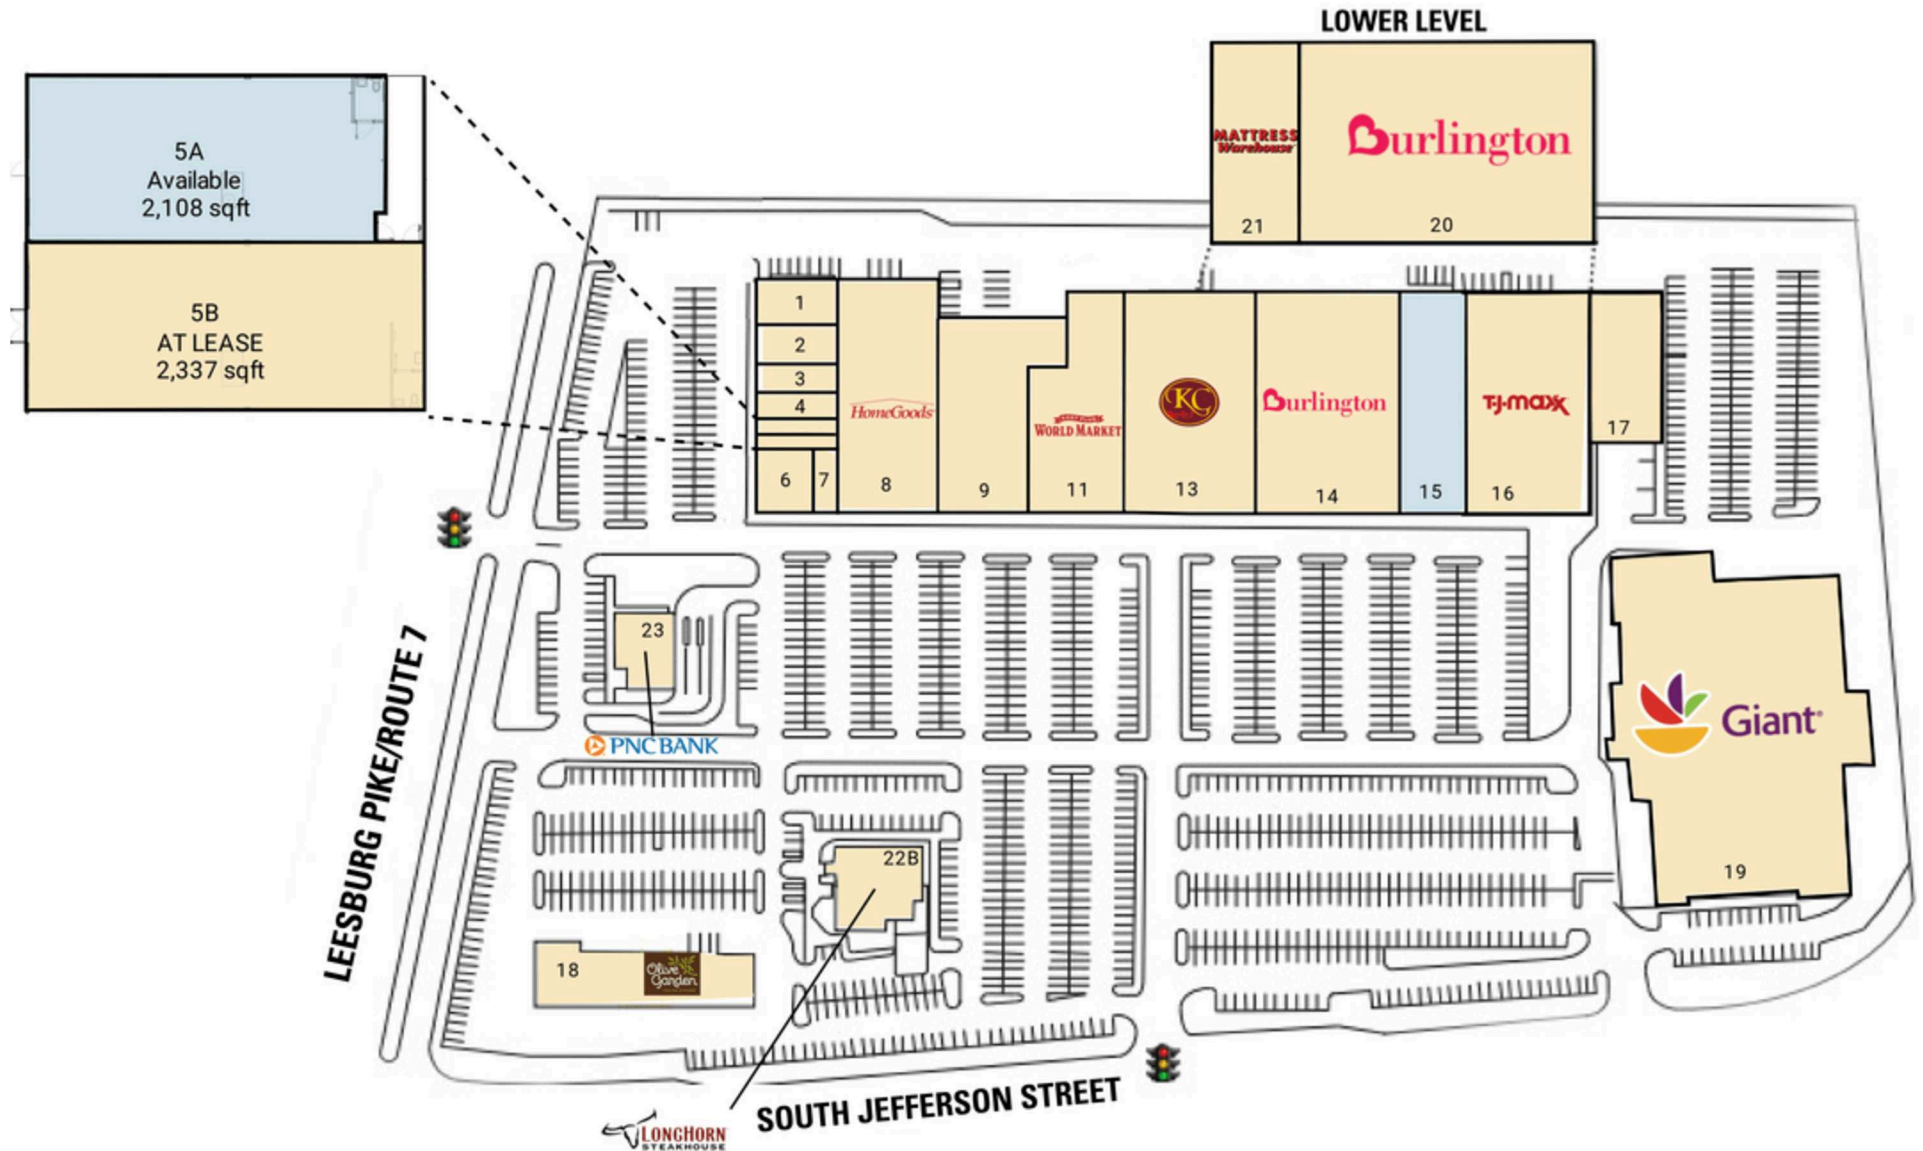 LOWER LEVEL
MATTRESS
Warehouse
21
Burlington
20
5A
Available
2,108 sqft
5B
AT LEASE
2,337 sqft
1
2
3
4
6
7
HomeGoods
8
9
WORLD MARKET
11
KC
13
Burlington
14
15
T·J·maxx
16
17
23
PNC BANK
LEESBURG PIKE/ROUTE 7
22B
18
Olive
Garden
Giant
19
LONGHORN
STEAKHOUSE
SOUTH JEFFERSON STREET